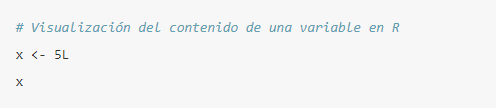 # Visualización del contenido de una variable en R
x <- 5L
x